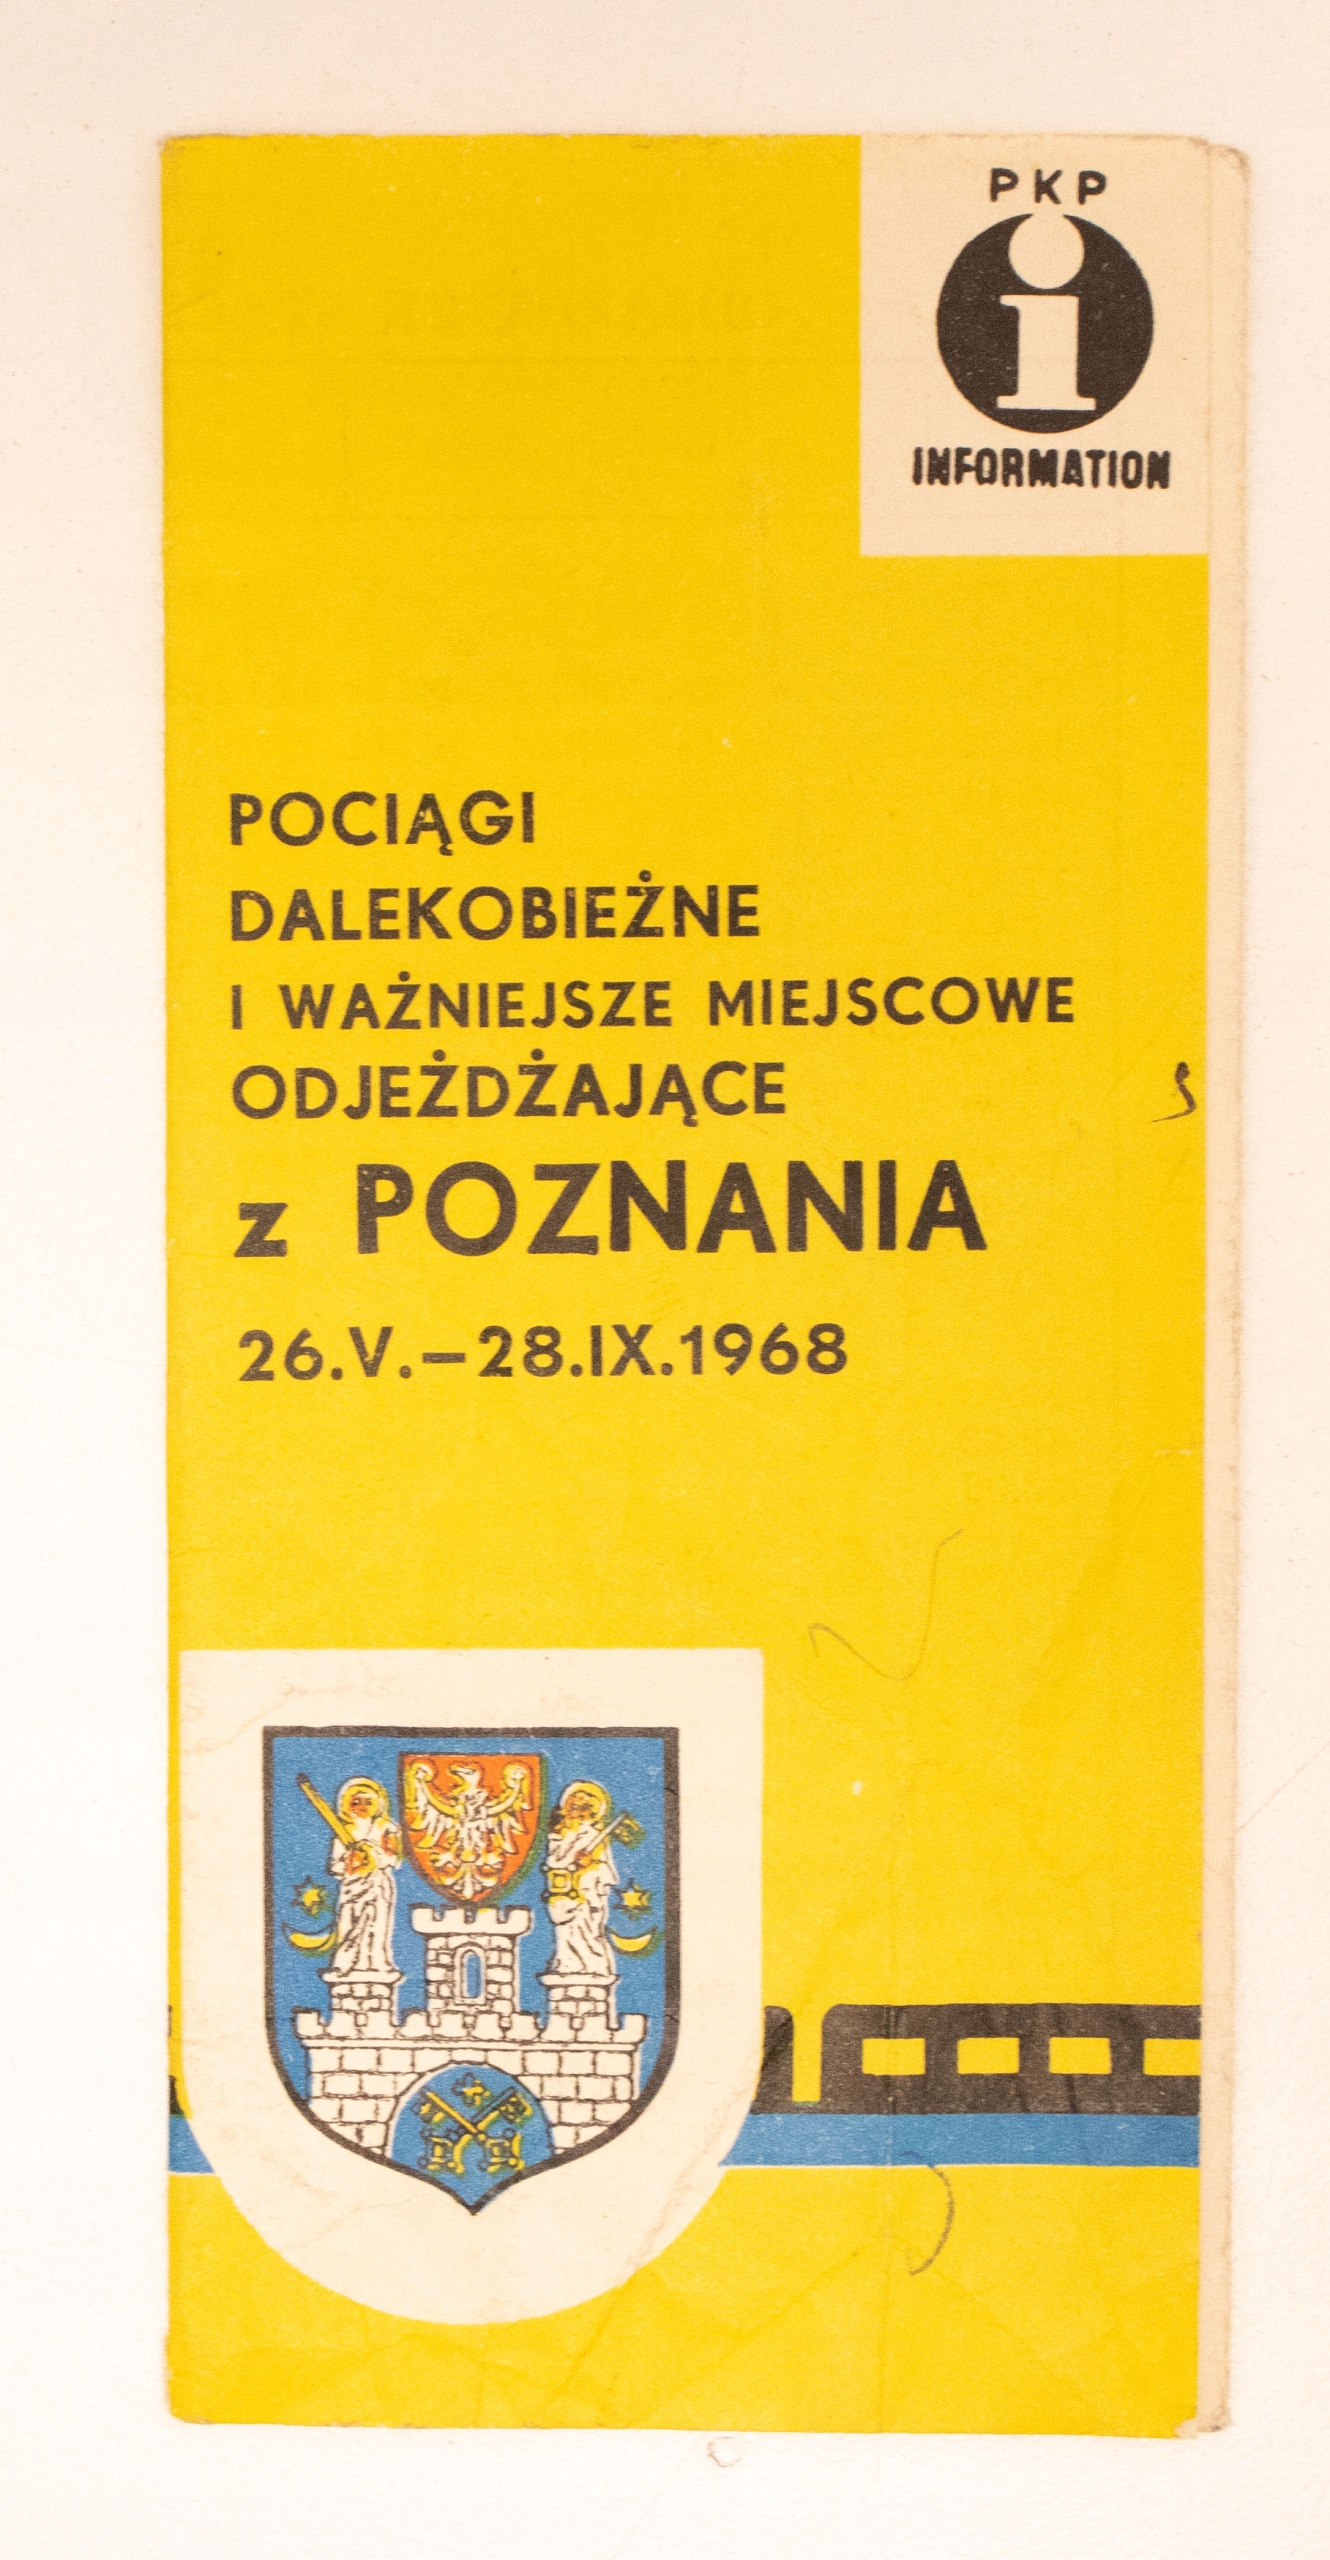 PKP
i
INFORMATION
POCIĄGI
DALEKOBIEŻNE
I WAŻNIEJSZE MIEJSCOWE
ODJEŻDŻAJĄCE
z POZNANIA
26.V.–28.IX.1968